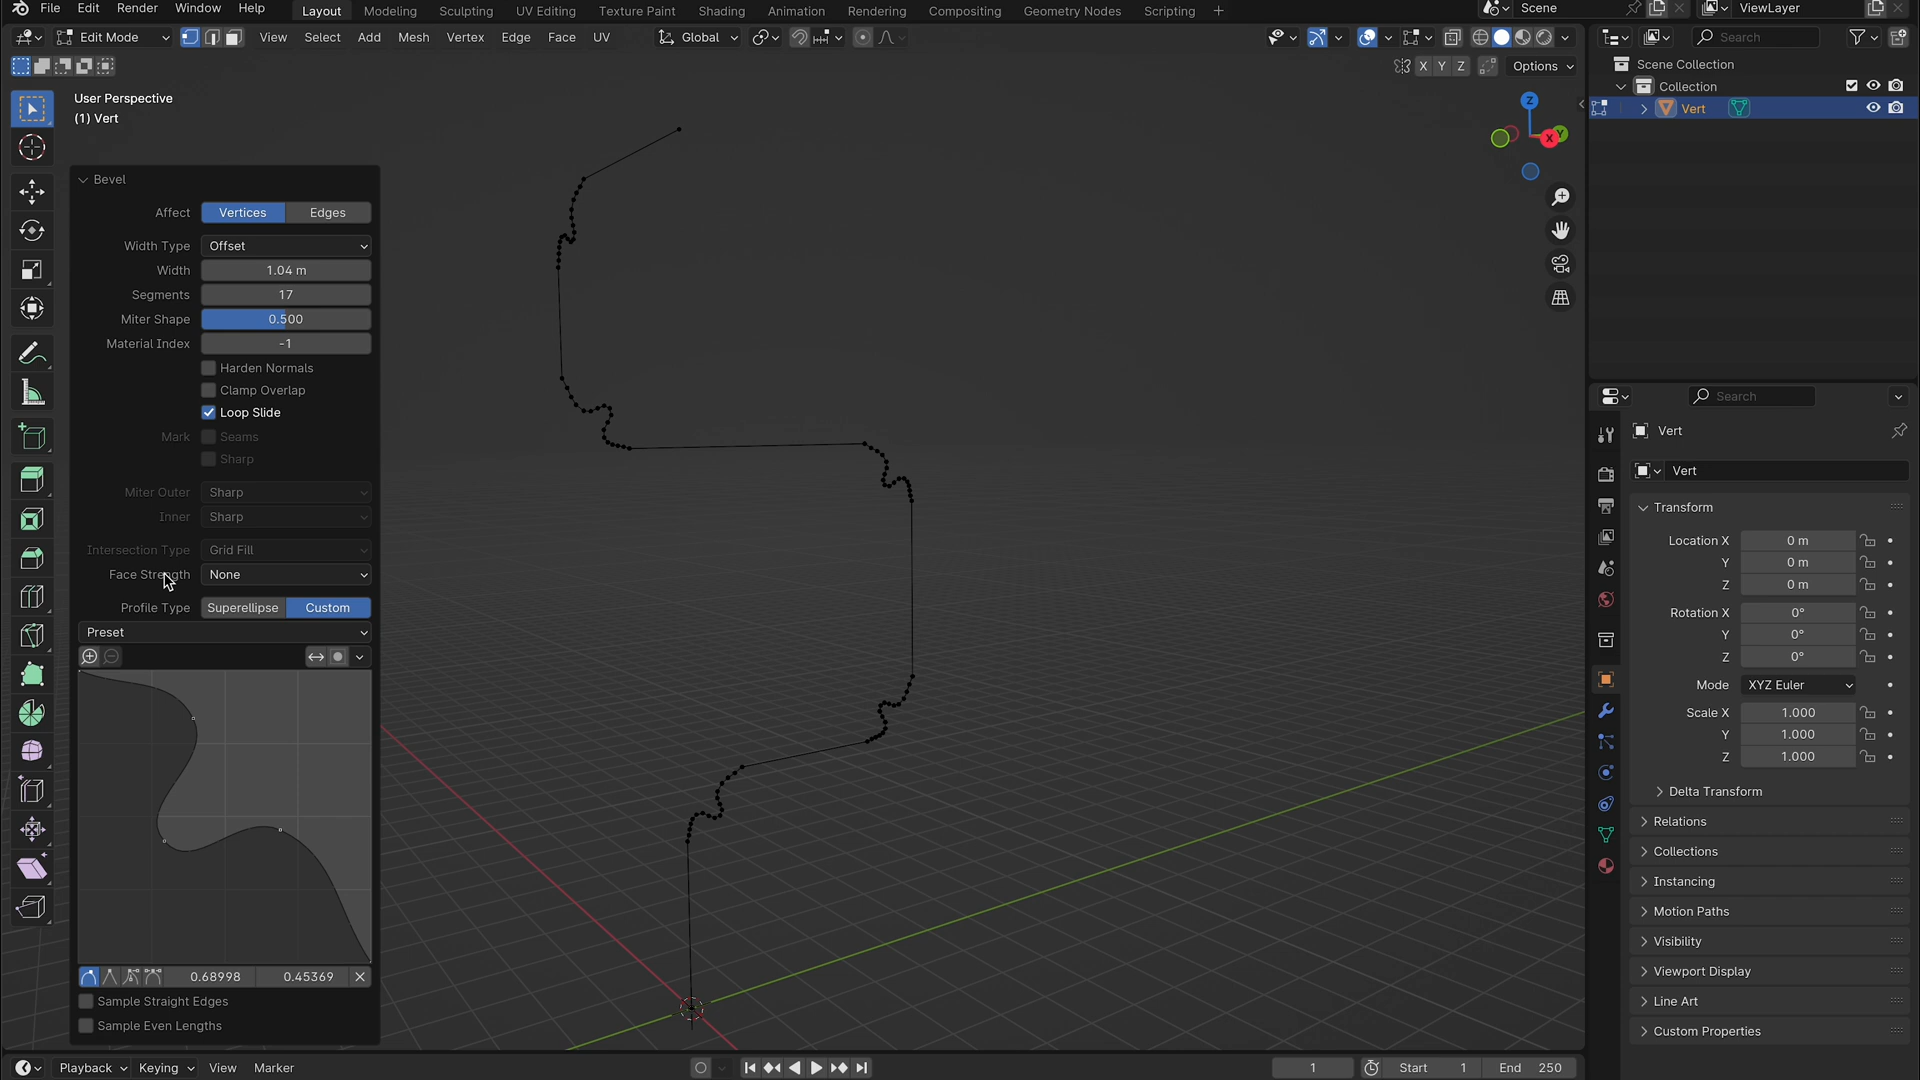 File Edit Render Window Help Layout Modeling Sculpting UV Editing Texture Paint Shading Animation Rendering Compositing Geometry Nodes Scripting Scene ViewLayer
Edit Mode View Select Add Mesh Vertex Edge Face UV Global Search
X Y Z Options
Scene Collection
Collection
Vert
User Perspective
(1) Vert
Z
Y
X
Bevel
Affect Vertices Edges
Width Type Offset
Width 1.04 m
Segments 17
Miter Shape 0.500
Material Index -1
Harden Normals
Clamp Overlap
Loop Slide
Mark Seams
Sharp
Miter Outer Sharp
Inner Sharp
Intersection Type Grid Fill
Face Strength None
Profile Type Superellipse Custom
Preset
0.68998 0.45369
Sample Straight Edges
Sample Even Lengths
Search
Vert
Vert
Transform
Location X 0 m
Y 0 m
Z 0 m
Rotation X 0°
Y 0°
Z 0°
Mode XYZ Euler
Scale X 1.000
Y 1.000
Z 1.000
Delta Transform
Relations
Collections
Instancing
Motion Paths
Visibility
Viewport Display
Line Art
Custom Properties
Playback Keying View Marker 1 Start 1 End 250